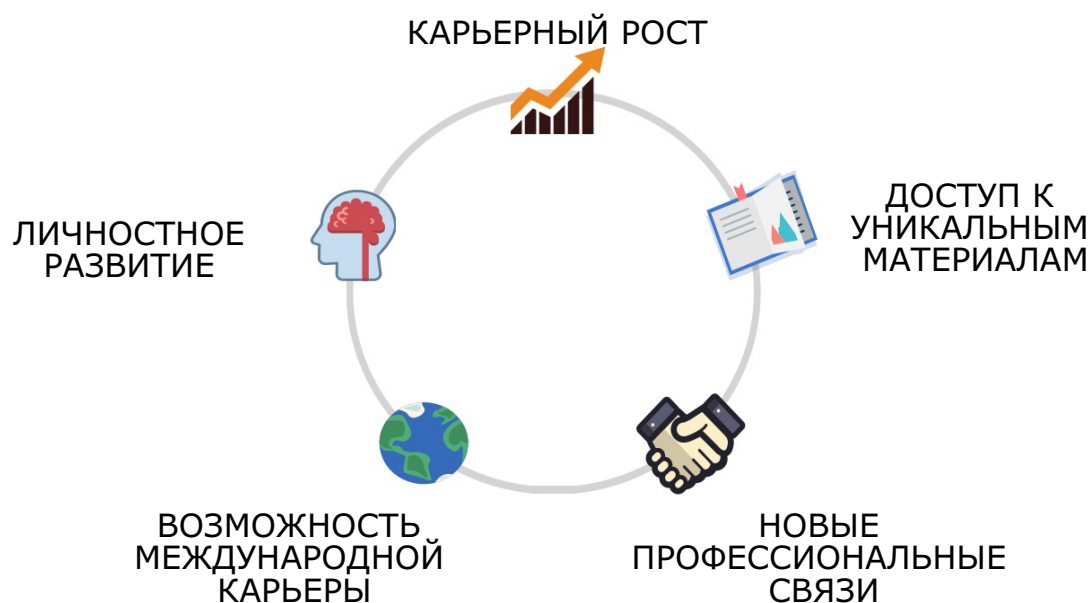 КАРЬЕРНЫЙ РОСТ
ДОСТУП К
УНИКАЛЬНЫМ
МАТЕРИАЛАМ
НОВЫЕ
ПРОФЕССИОНАЛЬНЫЕ
СВЯЗИ
ВОЗМОЖНОСТЬ
МЕЖДУНАРОДНОЙ
КАРЬЕРЫ
ЛИЧНОСТНОЕ
РАЗВИТИЕ